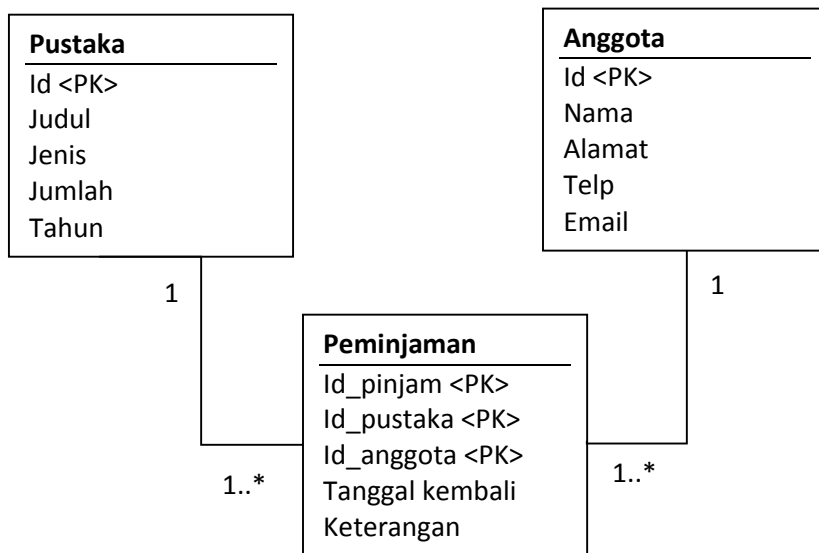 Pustaka
Id <PK>
Judul
Jenis
Jumlah
Tahun
Anggota
Id <PK>
Nama
Alamat
Telp
Email
1
1
Peminjaman
Id_pinjam <PK>
Id_pustaka <PK>
Id_anggota <PK>
Tanggal kembali
Keterangan
1..*
1..*